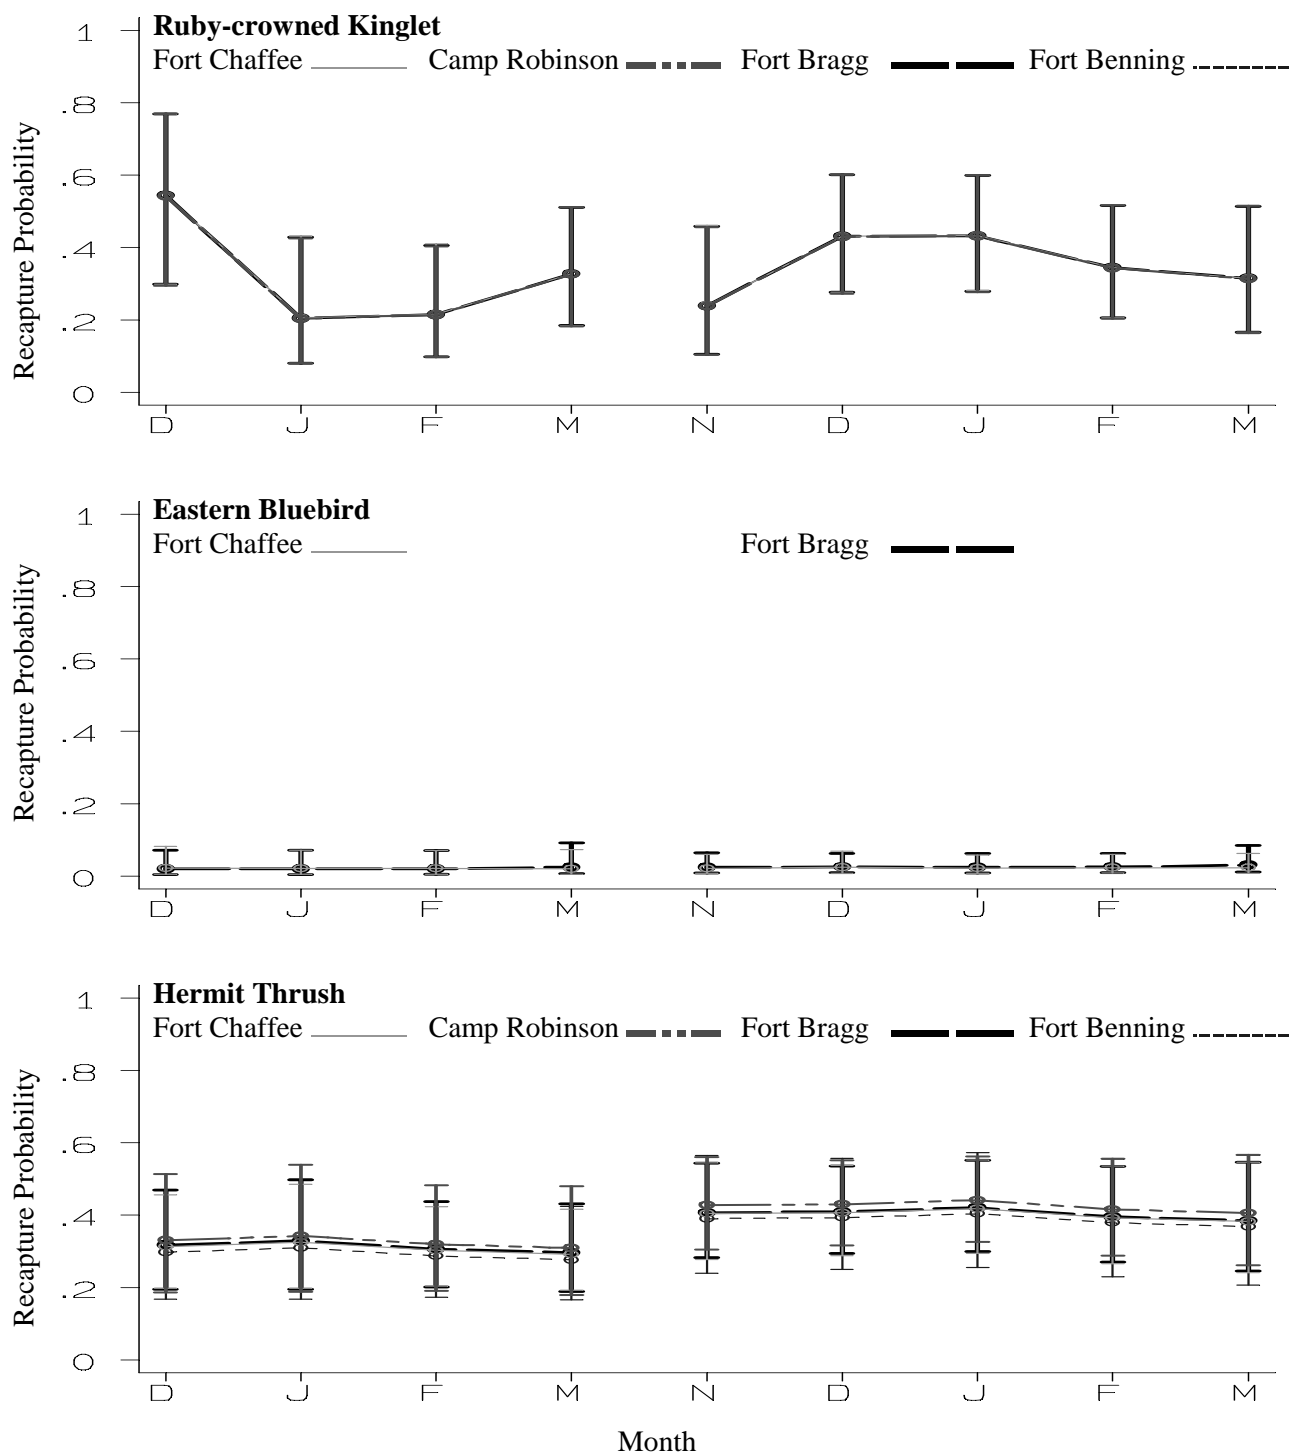 Ruby-crowned Kinglet
Fort Chaffee Camp Robinson Fort Bragg Fort Benning
Recapture Probability
1
.8
.6
.4
.2
0
D J F M N D J F M
Eastern Bluebird
Fort Chaffee Fort Bragg
Recapture Probability
1
.8
.6
.4
.2
0
D J F M N D J F M
Hermit Thrush
Fort Chaffee Camp Robinson Fort Bragg Fort Benning
Recapture Probability
1
.8
.6
.4
.2
0
D J F M N D J F M
Month